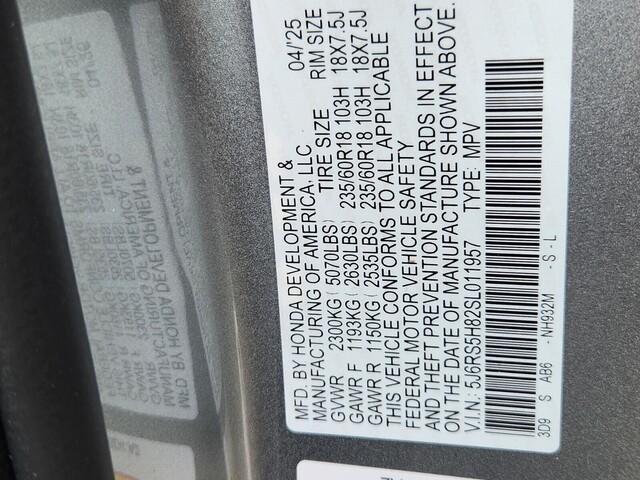 MFD. BY HONDA DEVELOPMENT &
MANUFACTURING OF AMERICA, LLC 04/'25
GVWR 2300KG ( 5070LBS) TIRE SIZE RIM SIZE
GAWR F 1193KG ( 2630LBS) 235/60R18 103H 18X7.5J
GAWR R 1150KG ( 2535LBS) 235/60R18 103H 18X7.5J
THIS VEHICLE CONFORMS TO ALL APPLICABLE
FEDERAL MOTOR VEHICLE SAFETY
AND THEFT PREVENTION STANDARDS IN EFFECT
ON THE DATE OF MANUFACTURE SHOWN ABOVE.
V.I.N: 5J6RS5H82SL011957 TYPE: MPV
3D9 S AB6 - NH932M - S - L